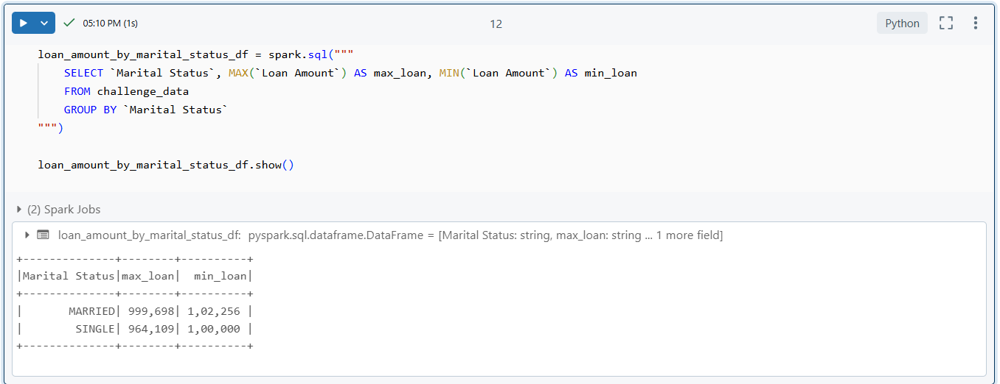 05:10 PM (1s)
12
Python
loan_amount_by_marital_status_df = spark.sql("""
    SELECT `Marital Status`, MAX(`Loan Amount`) AS max_loan, MIN(`Loan Amount`) AS min_loan
    FROM challenge_data
    GROUP BY `Marital Status`
""")
loan_amount_by_marital_status_df.show()
(2) Spark Jobs
loan_amount_by_marital_status_df: pyspark.sql.dataframe.DataFrame = [Marital Status: string, max_loan: string ... 1 more field]
+--------------+--------+----------+
|Marital Status|max_loan|  min_loan|
+--------------+--------+----------+
|       MARRIED| 999,698| 1,02,256 |
|        SINGLE| 964,109| 1,00,000 |
+--------------+--------+----------+